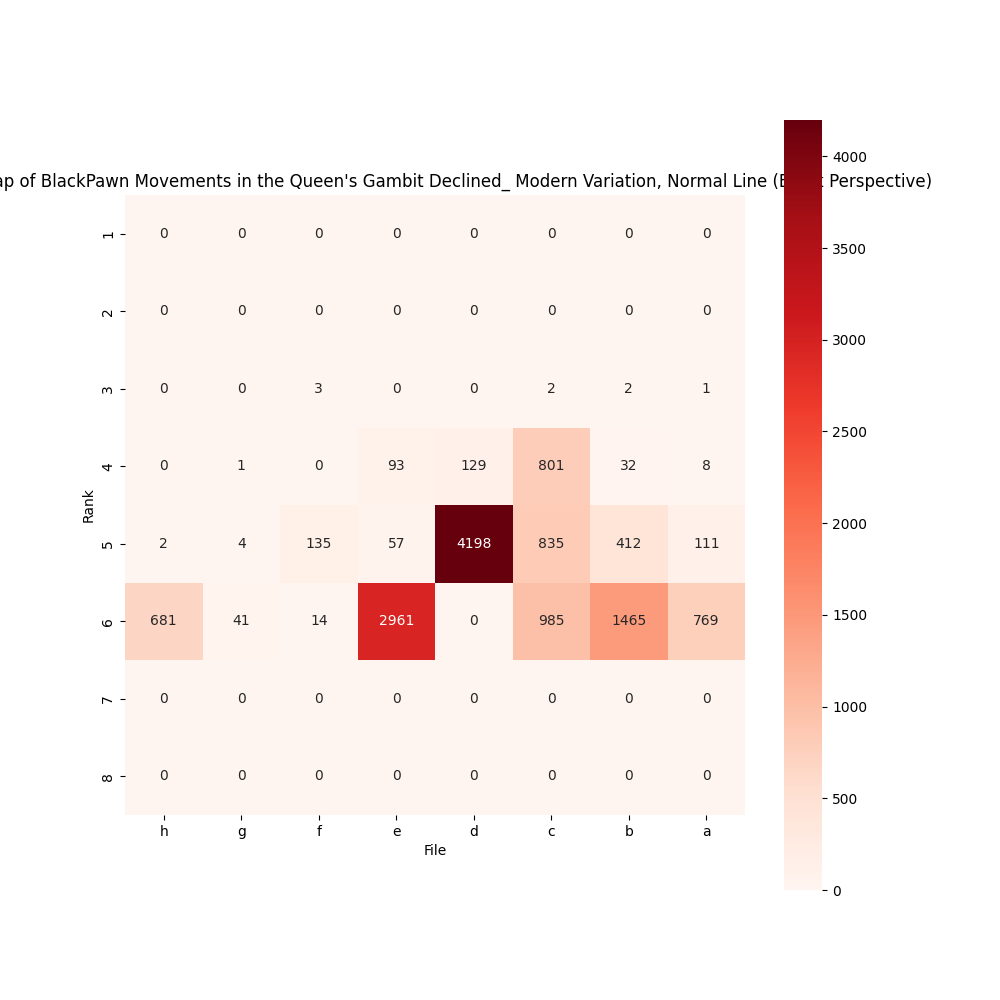 ap of BlackPawn Movements in the Queen's Gambit Declined_ Modern Variation, Normal Line ( Perspective)
4000
3500
3000
2500
2000
1500
1000
500
0
Rank
1 0 0 0 0 0 0 0 0
2 0 0 0 0 0 0 0 0
3 0 0 3 0 0 2 2 1
4 0 1 0 93 129 801 32 8
5 2 4 135 57 4198 835 412 111
6 681 41 14 2961 0 985 1465 769
7 0 0 0 0 0 0 0 0
8 0 0 0 0 0 0 0 0
h g f e d c b a
File